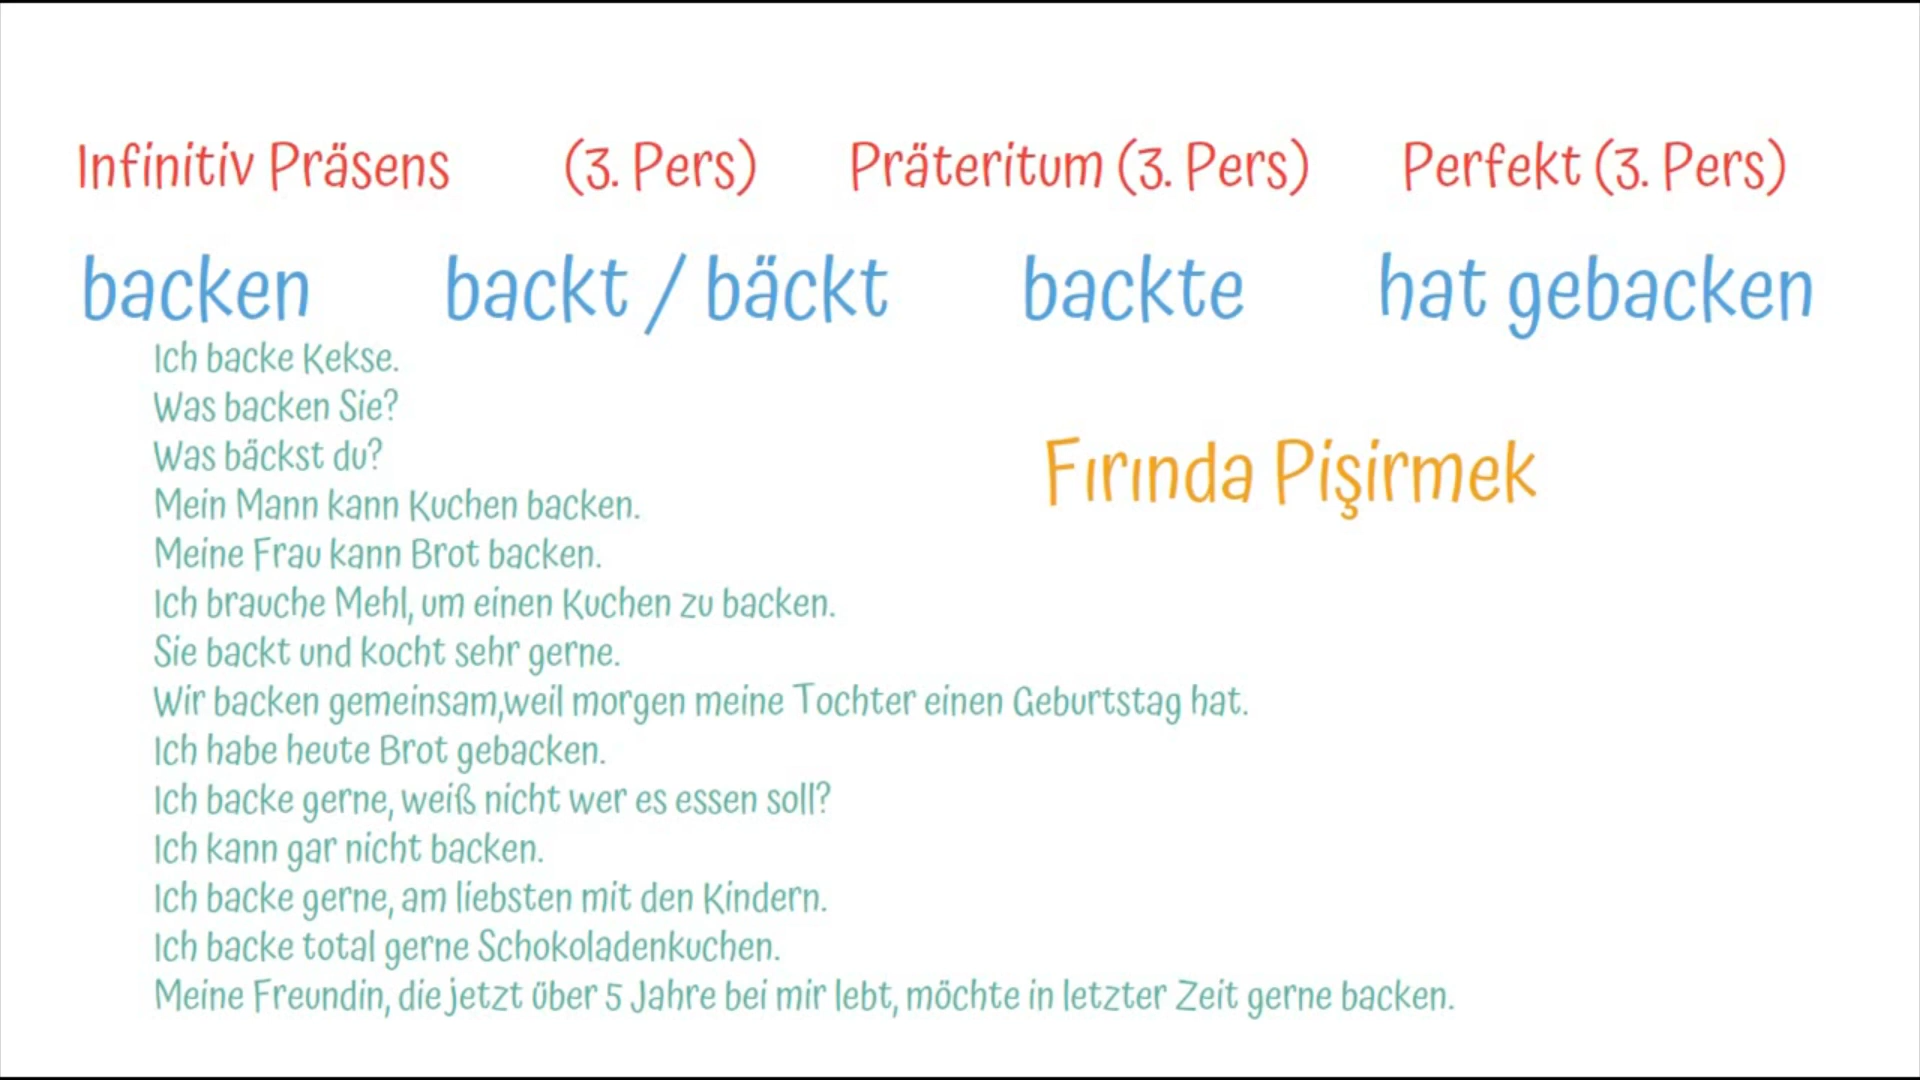 Infinitiv Präsens (3. Pers) Präteritum (3. Pers) Perfekt (3. Pers)
backen backt / bäckt backte hat gebacken
Ich backe Kekse.
Was backen Sie?
Was bäckst du?
Fırında Pişirmek
Mein Mann kann Kuchen backen.
Meine Frau kann Brot backen.
Ich brauche Mehl, um einen Kuchen zu backen.
Sie backt und kocht sehr gerne.
Wir backen gemeinsam,weil morgen meine Tochter einen Geburtstag hat.
Ich habe heute Brot gebacken.
Ich backe gerne, weiß nicht wer es essen soll?
Ich kann gar nicht backen.
Ich backe gerne, am liebsten mit den Kindern.
Ich backe total gerne Schokoladenkuchen.
Meine Freundin, die jetzt über 5 Jahre bei mir lebt, möchte in letzter Zeit gerne backen.